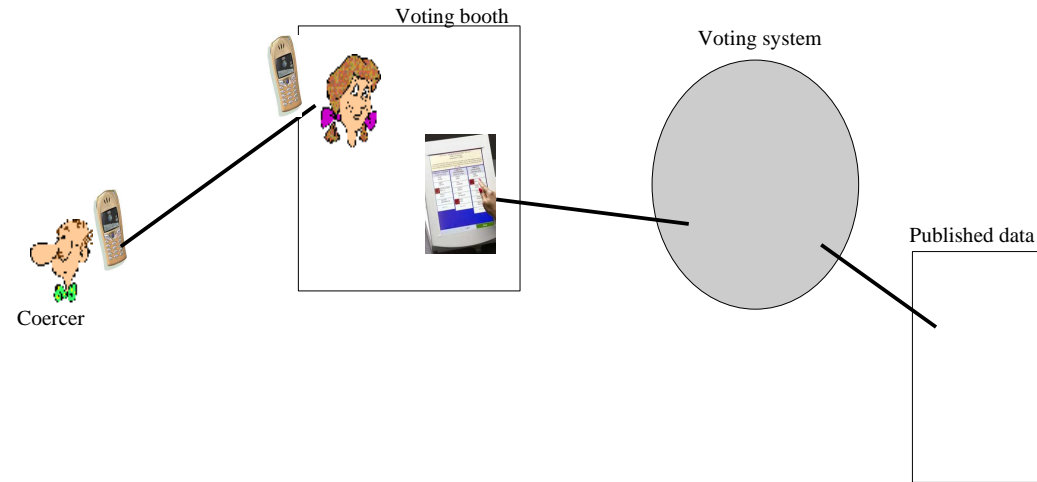 Voting booth
Voting system
Published data
Coercer